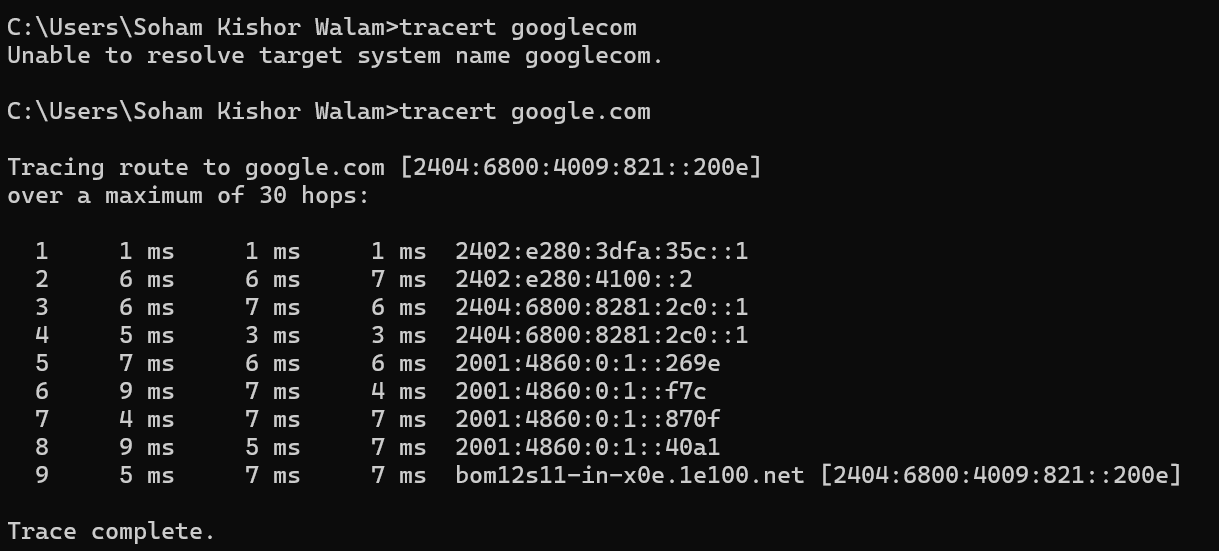 C:\Users\Soham Kishor Walam>tracert googlecom
Unable to resolve target system name googlecom.
C:\Users\Soham Kishor Walam>tracert google.com
Tracing route to google.com [2404:6800:4009:821::200e]
over a maximum of 30 hops:
1 1 ms 1 ms 1 ms 2402:e280:3dfa:35c::1
2 6 ms 6 ms 7 ms 2402:e280:4100::2
3 6 ms 7 ms 6 ms 2404:6800:8281:2c0::1
4 5 ms 3 ms 3 ms 2404:6800:8281:2c0::1
5 7 ms 6 ms 6 ms 2001:4860:0:1::269e
6 9 ms 7 ms 4 ms 2001:4860:0:1::f7c
7 4 ms 7 ms 7 ms 2001:4860:0:1::870f
8 9 ms 5 ms 7 ms 2001:4860:0:1::40a1
9 5 ms 7 ms 7 ms bom12s11-in-x0e.1e100.net [2404:6800:4009:821::200e]
Trace complete.